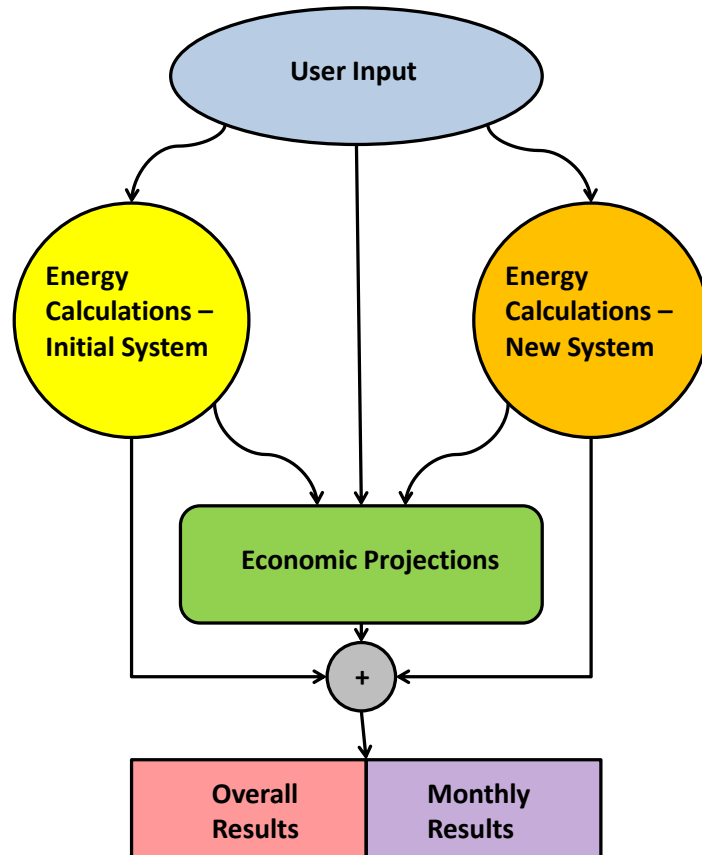 User Input
Energy
Calculations –
Initial System
Energy
Calculations –
New System
Economic Projections
+
Overall
Results
Monthly
Results